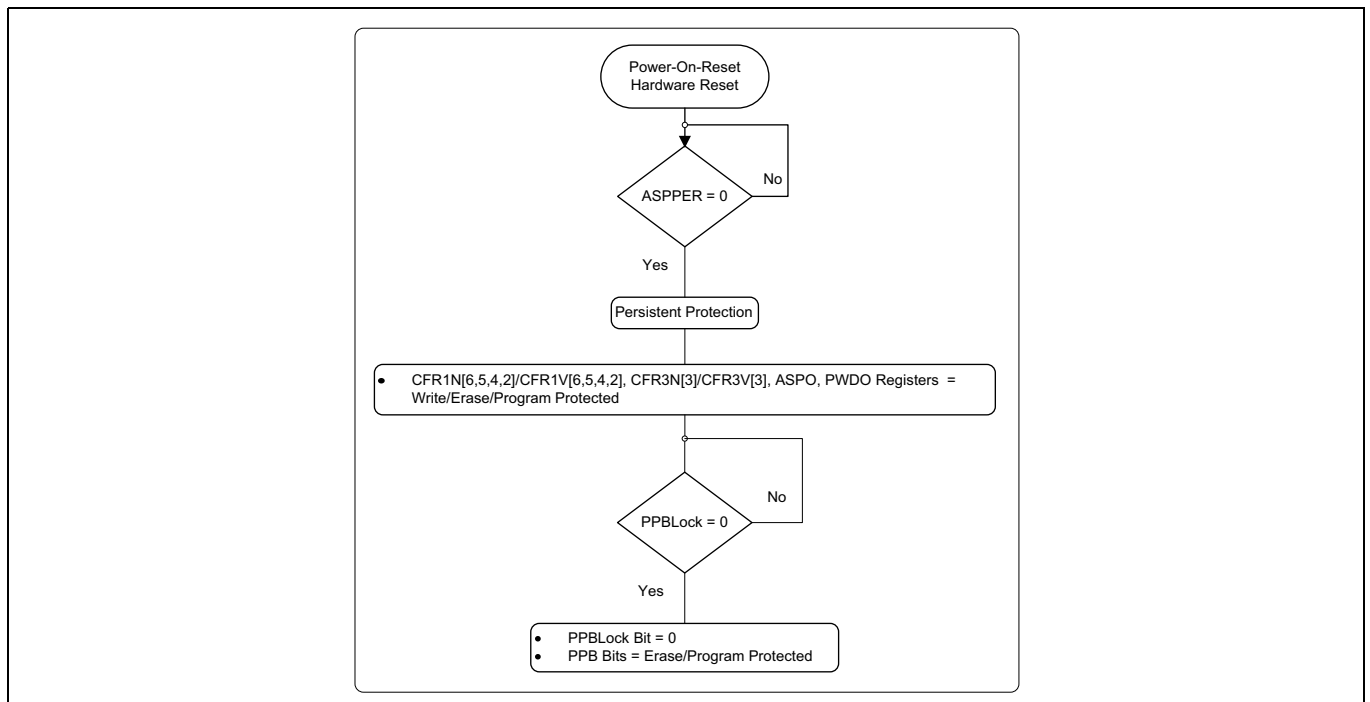 Power-On-Reset
Hardware Reset
No
ASPPER = 0
Yes
Persistent Protection
• CFR1N[6,5,4,2]/CFR1V[6,5,4,2], CFR3N[3]/CFR3V[3], ASPO, PWDO Registers =
Write/Erase/Program Protected
No
PPBLock = 0
Yes
• PPBLock Bit = 0
• PPB Bits = Erase/Program Protected